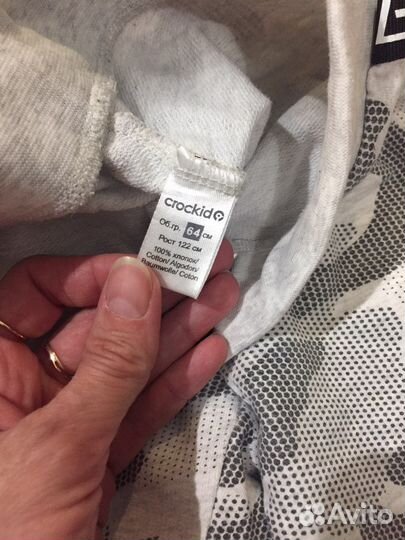 crockid
Об.гр. 64 см
Рост 122 см
100% хлопок/
Cotton/Algodon/
Baumwolle/Coton
Avito